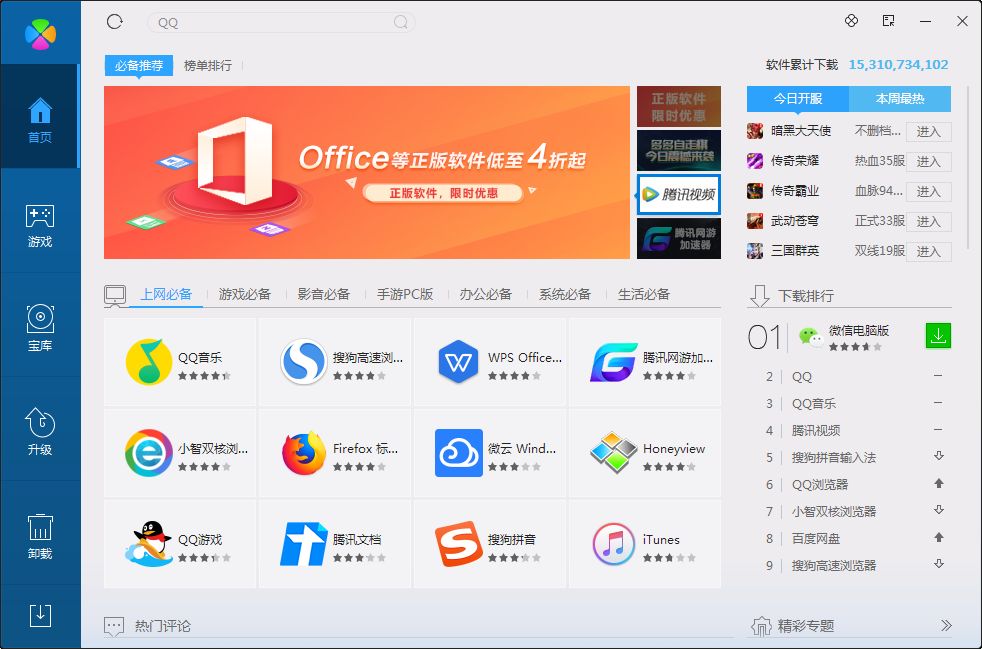 QQ
必备推荐
榜单排行
软件累计下载 15,310,734,102
首页
游戏
宝库
升级
卸载
Office等正版软件低至4折起
正版软件，限时优惠
正版软件
限时优惠
多多自走棋
今日震撼来袭
腾讯视频
腾讯网游
加速器
今日开服
本周最热
暗黑大天使 不删档... 进入
传奇荣耀 热血35服 进入
传奇霸业 血脉94... 进入
武动苍穹 正式33服 进入
三国群英 双线19服 进入
上网必备
游戏必备
影音必备
手游PC版
办公必备
系统必备
生活必备
QQ音乐
搜狗高速浏...
WPS Office...
腾讯网游加...
小智双核浏...
Firefox 标...
微云 Wind...
Honeyview
QQ游戏
腾讯文档
搜狗拼音
iTunes
下载排行
01 微信电脑版
2 QQ
3 QQ音乐
4 腾讯视频
5 搜狗拼音输入法
6 QQ浏览器
7 小智双核浏览器
8 百度网盘
9 搜狗高速浏览器
热门评论
精彩专题